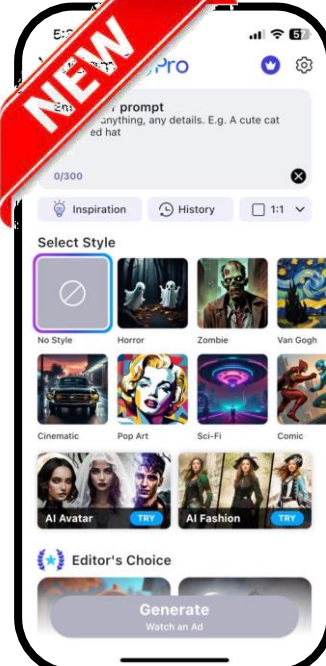 NEW
57
Pro
prompt
anything, any details. E.g. A cute cat
hat
0/300
Inspiration
History
1:1
Select Style
No Style
Horror
Zombie
Van Gogh
Cinematic
Pop Art
Sci-Fi
Comic
AI Avatar
TRY
AI Fashion
TRY
Editor's Choice
Generate
Watch an Ad